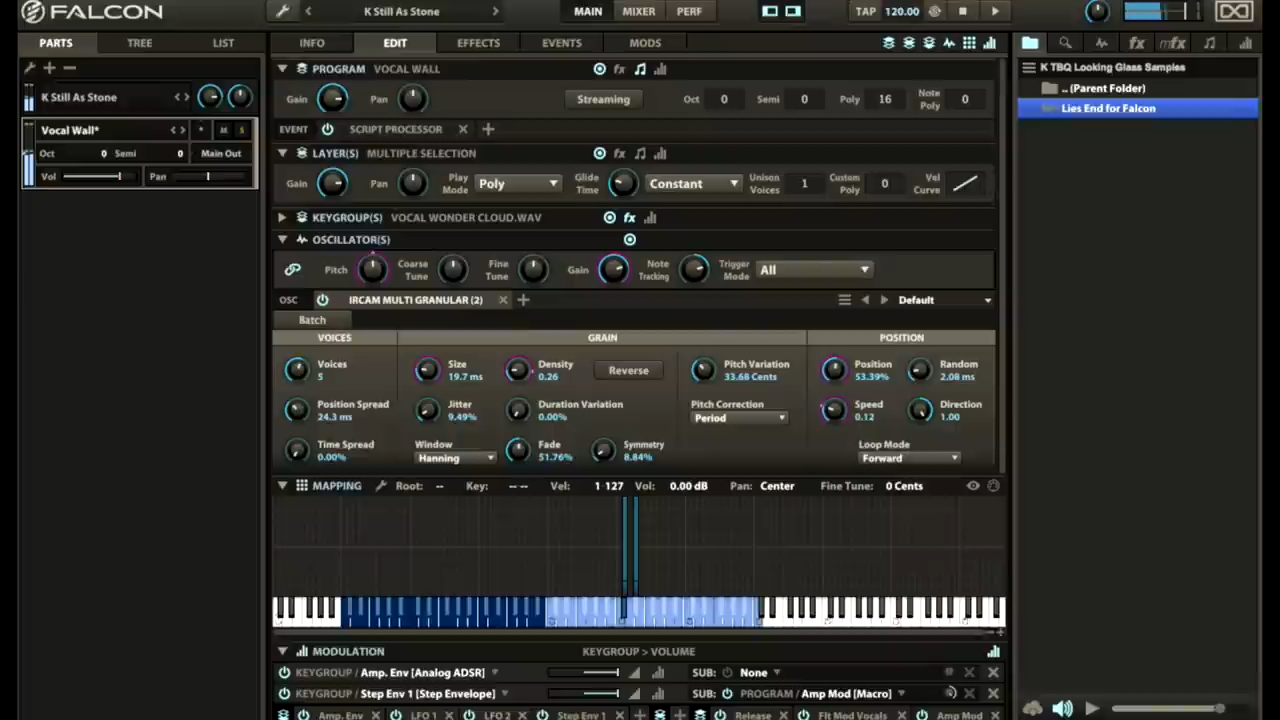 FALCON
K Still As Stone
MAIN MIXER PERF
TAP 120.00
PARTS TREE LIST
INFO EDIT EFFECTS EVENTS MODS
K TBQ Looking Glass Samples
.. (Parent Folder)
Lies End for Falcon
K Still As Stone
Vocal Wall*
M S
Oct 0 Semi 0 Main Out
Vol Pan
PROGRAM VOCAL WALL
Gain Pan Streaming Oct 0 Semi 0 Poly 16 Note Poly 0
EVENT SCRIPT PROCESSOR
LAYER(S) MULTIPLE SELECTION
Gain Pan Play Mode Poly Glide Time Constant Unison Voices 1 Custom Poly 0 Vel Curve
KEYGROUP(S) VOCAL WONDER CLOUD.WAV
OSCILLATOR(S)
Pitch Coarse Tune Fine Tune Gain Note Tracking Trigger Mode All
OSC IRCAM MULTI GRANULAR (2) Default
Batch
VOICES GRAIN POSITION
Voices Size Density Reverse Pitch Variation Position Random
5 19.7 ms 0.26 33.68 Cents 53.39% 2.08 ms
Position Spread Jitter Duration Variation Pitch Correction Speed Direction
24.3 ms 9.49% 0.00% Period 0.12 1.00
Time Spread Window Fade Symmetry Loop Mode
0.00% Hanning 51.76% 8.84% Forward
MAPPING Root: -- Key: -- -- Vel: 1 127 Vol: 0.00 dB Pan: Center Fine Tune: 0 Cents
MODULATION KEYGROUP > VOLUME
KEYGROUP / Amp. Env [Analog ADSR] SUB: None
KEYGROUP / Step Env 1 [Step Envelope] SUB: PROGRAM / Amp Mod [Macro]
Amp. Env LFO 1 LFO 2 Step Env 1 Release Flt Mod Vocals Amp Mod